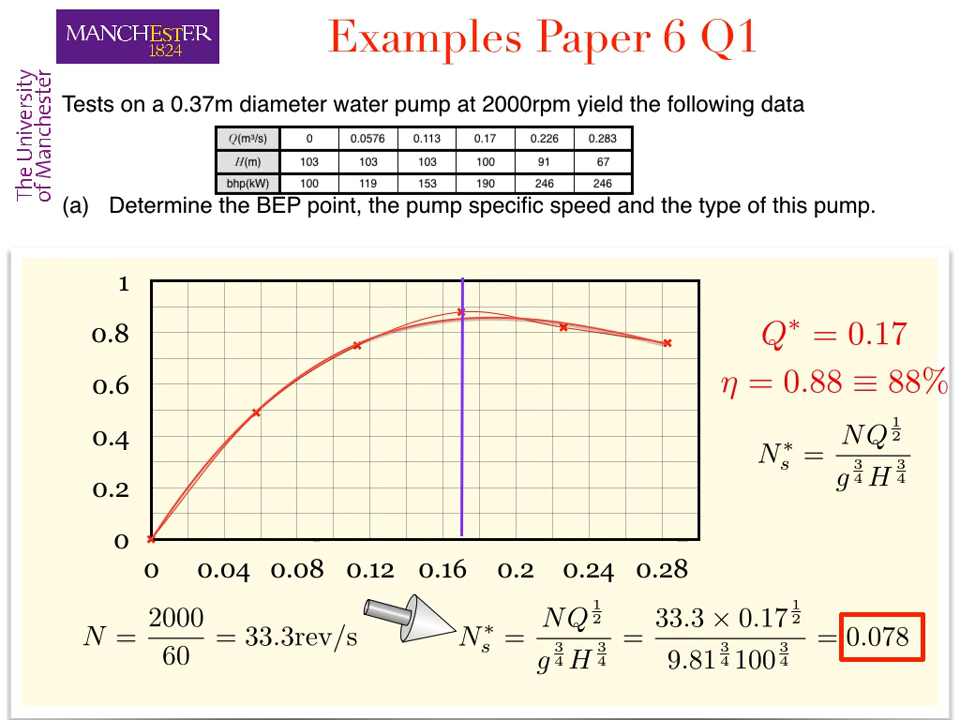 MANCHEStER
1824
The University
of Manchester
Examples Paper 6 Q1
Tests on a 0.37m diameter water pump at 2000rpm yield the following data
Q(m³/s) 0 0.0576 0.113 0.17 0.226 0.283
H(m) 103 103 103 100 91 67
bhp(kW) 100 119 153 190 246 246
(a) Determine the BEP point, the pump specific speed and the type of this pump.
1
0.8
0.6
0.4
0.2
0
0 0.04 0.08 0.12 0.16 0.2 0.24 0.28
Q* = 0.17
η = 0.88 ≡ 88%
N_s* = NQ^{1/2} / g^{3/4}H^{3/4}
N = 2000/60 = 33.3rev/s
N_s* = NQ^{1/2} / g^{3/4}H^{3/4} = 33.3 × 0.17^{1/2} / 9.81^{3/4}100^{3/4} = 0.078